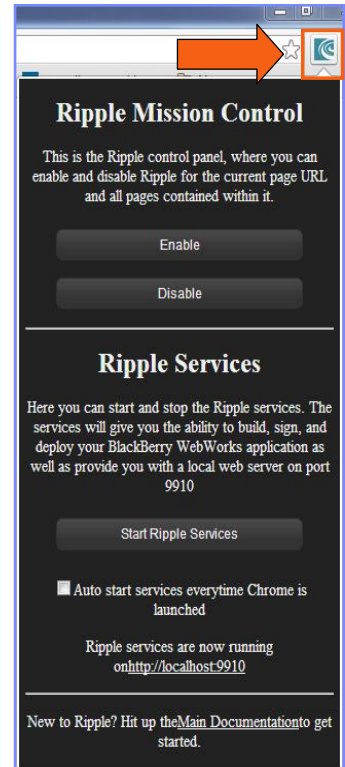 Ripple Mission Control
This is the Ripple control panel, where you can
enable and disable Ripple for the current page URL
and all pages contained within it.
Enable
Disable
Ripple Services
Here you can start and stop the Ripple services. The
services will give you the ability to build, sign, and
deploy your BlackBerry WebWorks application as
well as provide you with a local web server on port
9910
Start Ripple Services
Auto start services everytime Chrome is
launched
Ripple services are now running
onhttp://localhost:9910
New to Ripple? Hit up theMain Documentationto get
started.